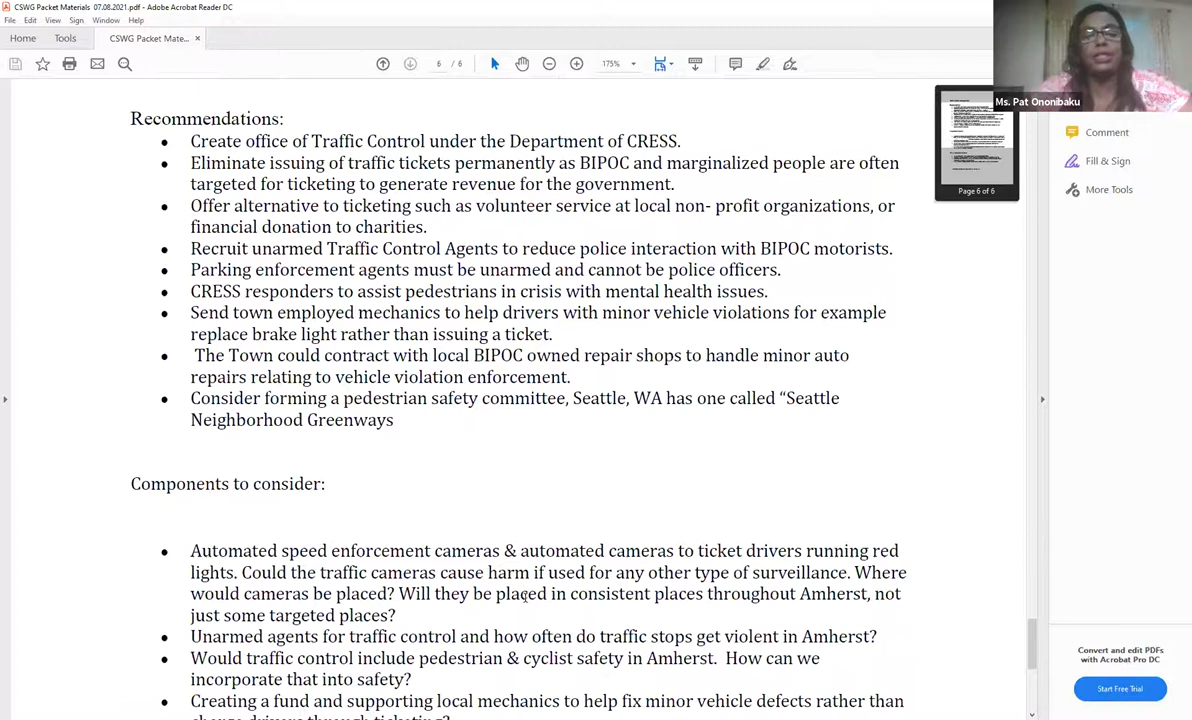 CSWG Packet Materials 07.08.2021.pdf - Adobe Acrobat Reader DC
File Edit View Sign Window Help
Home Tools CSWG Packet Mate... ×
6 / 6 175%
Ms. Pat Ononibaku
Recommendations:
• Create office of Traffic Control under the Department of CRESS.
• Eliminate issuing of traffic tickets permanently as BIPOC and marginalized people are often
targeted for ticketing to generate revenue for the government.
• Offer alternative to ticketing such as volunteer service at local non- profit organizations, or
financial donation to charities.
• Recruit unarmed Traffic Control Agents to reduce police interaction with BIPOC motorists.
• Parking enforcement agents must be unarmed and cannot be police officers.
• CRESS responders to assist pedestrians in crisis with mental health issues.
• Send town employed mechanics to help drivers with minor vehicle violations for example
replace brake light rather than issuing a ticket.
• The Town could contract with local BIPOC owned repair shops to handle minor auto
repairs relating to vehicle violation enforcement.
• Consider forming a pedestrian safety committee, Seattle, WA has one called “Seattle
Neighborhood Greenways
Components to consider:
• Automated speed enforcement cameras & automated cameras to ticket drivers running red
lights. Could the traffic cameras cause harm if used for any other type of surveillance. Where
would cameras be placed? Will they be placed in consistent places throughout Amherst, not
just some targeted places?
• Unarmed agents for traffic control and how often do traffic stops get violent in Amherst?
• Would traffic control include pedestrian & cyclist safety in Amherst. How can we
incorporate that into safety?
• Creating a fund and supporting local mechanics to help fix minor vehicle defects rather than
Page 6 of 6
Comment
Fill & Sign
More Tools
Convert and edit PDFs
with Acrobat Pro DC
Start Free Trial